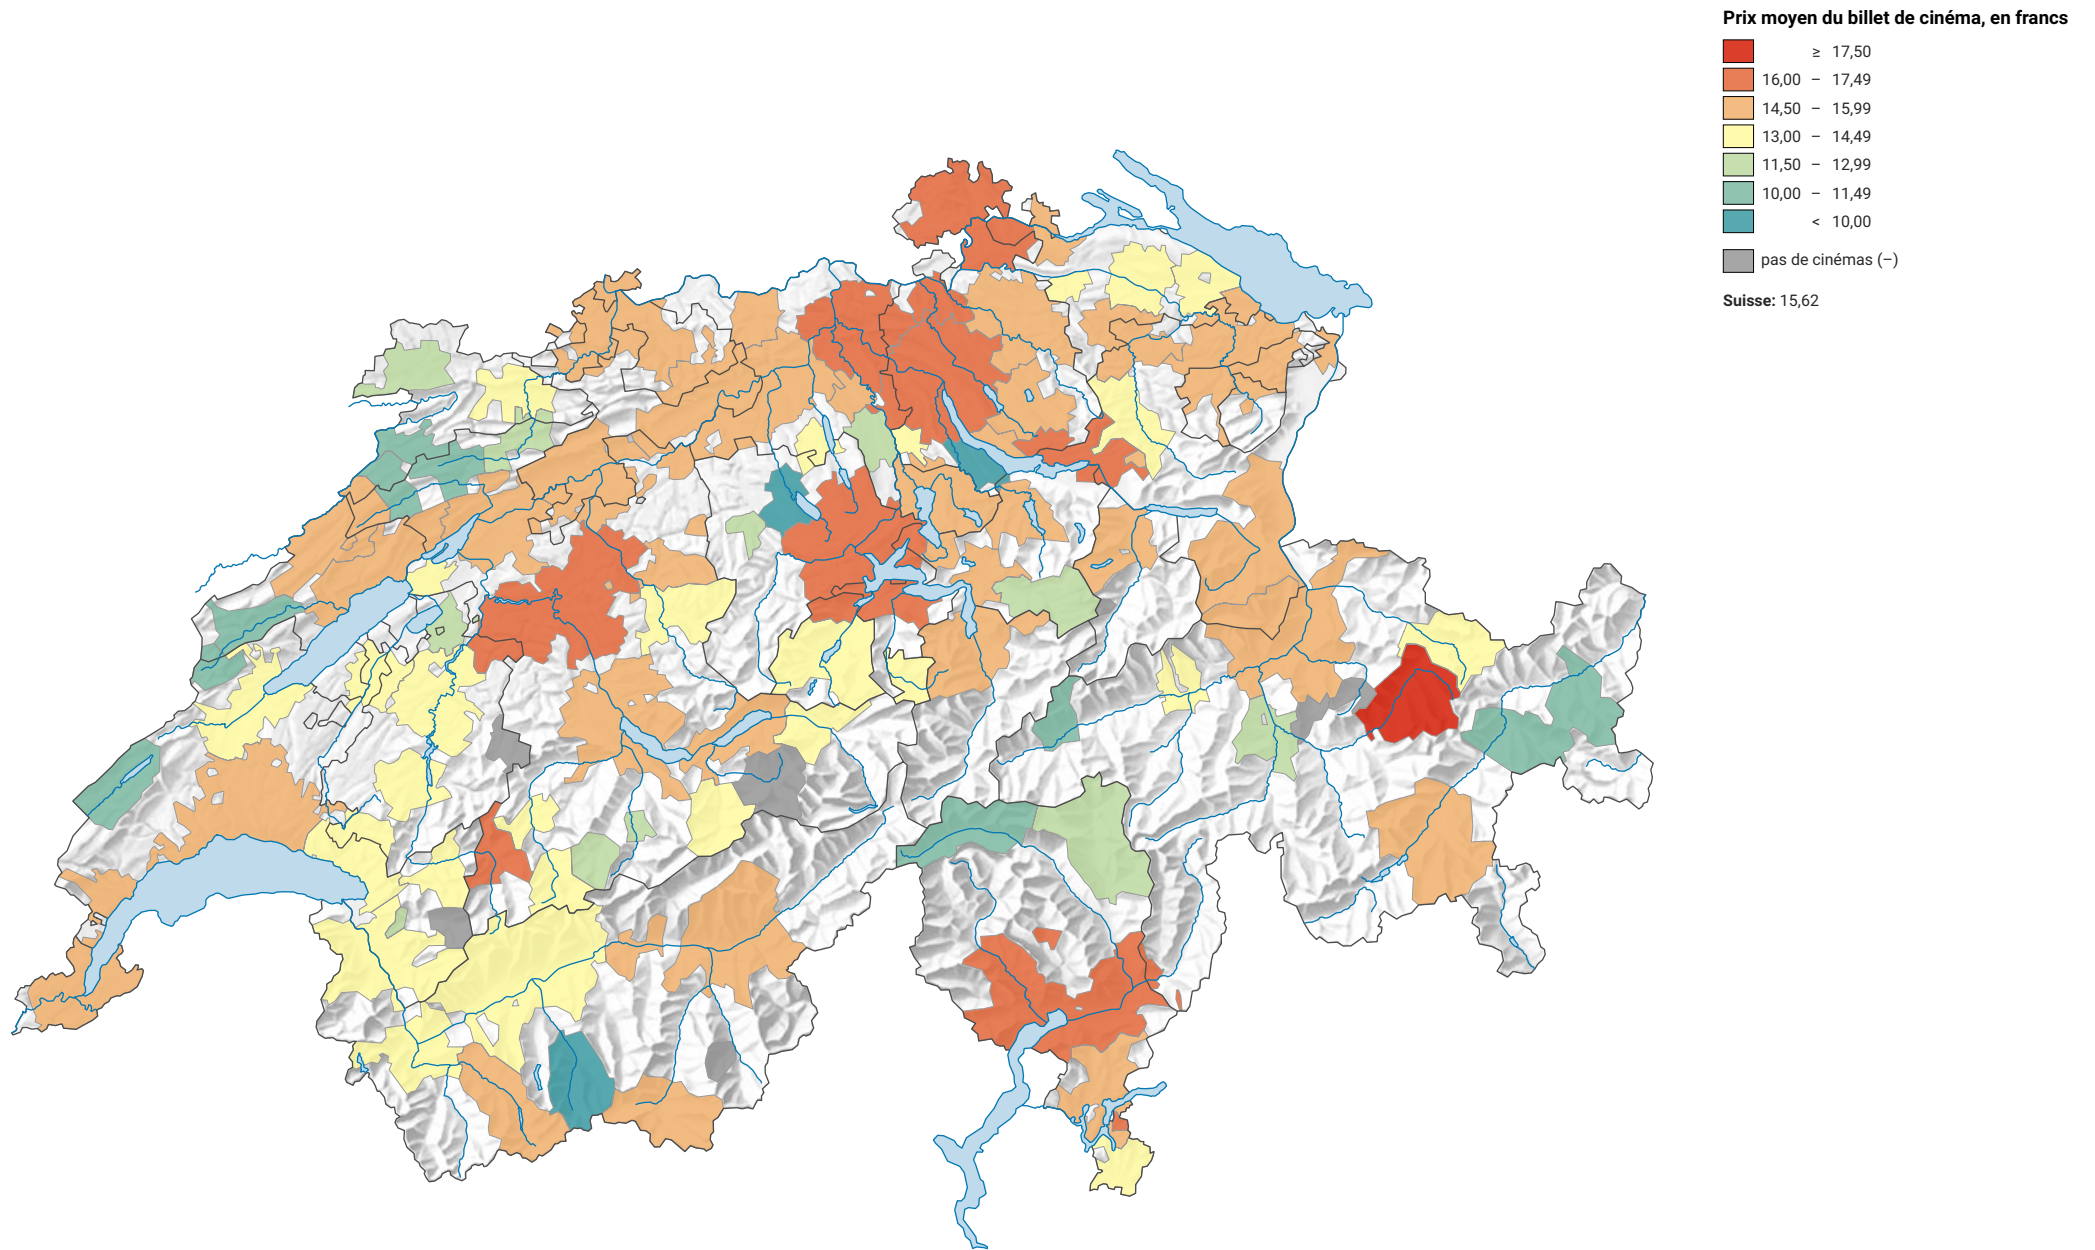 Prix moyen du billet de cinéma, en francs
≥ 17,50
16,00 – 17,49
14,50 – 15,99
13,00 – 14,49
11,50 – 12,99
10,00 – 11,49
< 10,00
pas de cinémas (–)
Suisse: 15,62